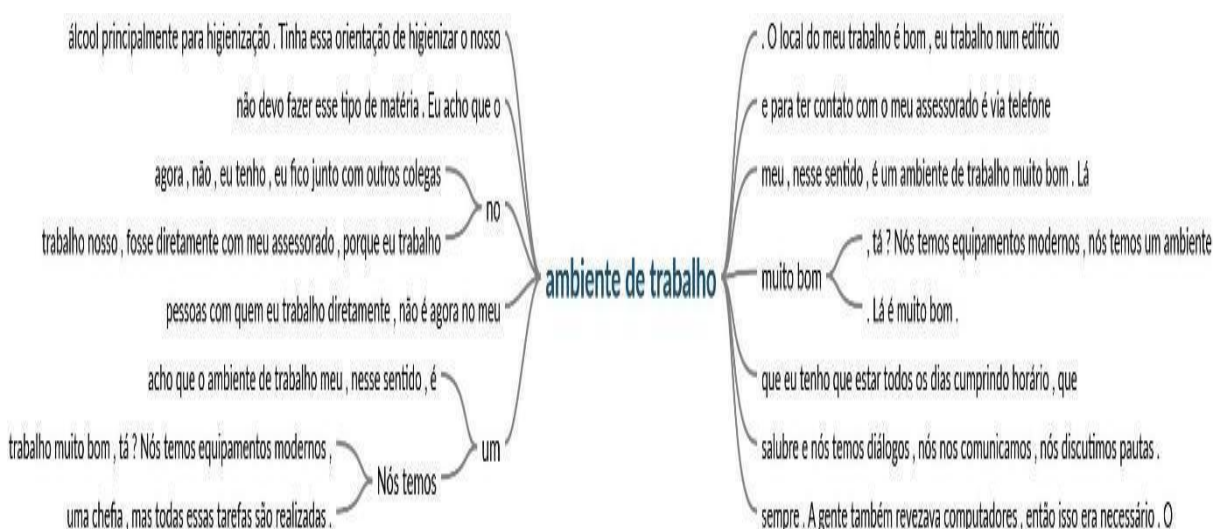 álcool principalmente para higienização . Tinha essa orientação de higienizar o nosso
não devo fazer esse tipo de matéria . Eu acho que o
agora , não , eu tenho , eu fico junto com outros colegas
no
trabalho nosso , fosse diretamente com meu assessorado , porque eu trabalho
pessoas com quem eu trabalho diretamente , não é agora no meu
acho que o ambiente de trabalho meu , nesse sentido , é
um
trabalho muito bom , tá ? Nós temos equipamentos modernos ,
Nós temos
uma chefia , mas todas essas tarefas são realizadas .
ambiente de trabalho
. O local do meu trabalho é bom , eu trabalho num edifício
e para ter contato com o meu assessorado é via telefone
meu , nesse sentido , é um ambiente de trabalho muito bom . Lá
muito bom
, tá ? Nós temos equipamentos modernos , nós temos um ambiente
. Lá é muito bom .
que eu tenho que estar todos os dias cumprindo horário , que
salubre e nós temos diálogos , nós nos comunicamos , nós discutimos pautas .
sempre . A gente também revezava computadores , então isso era necessário . O